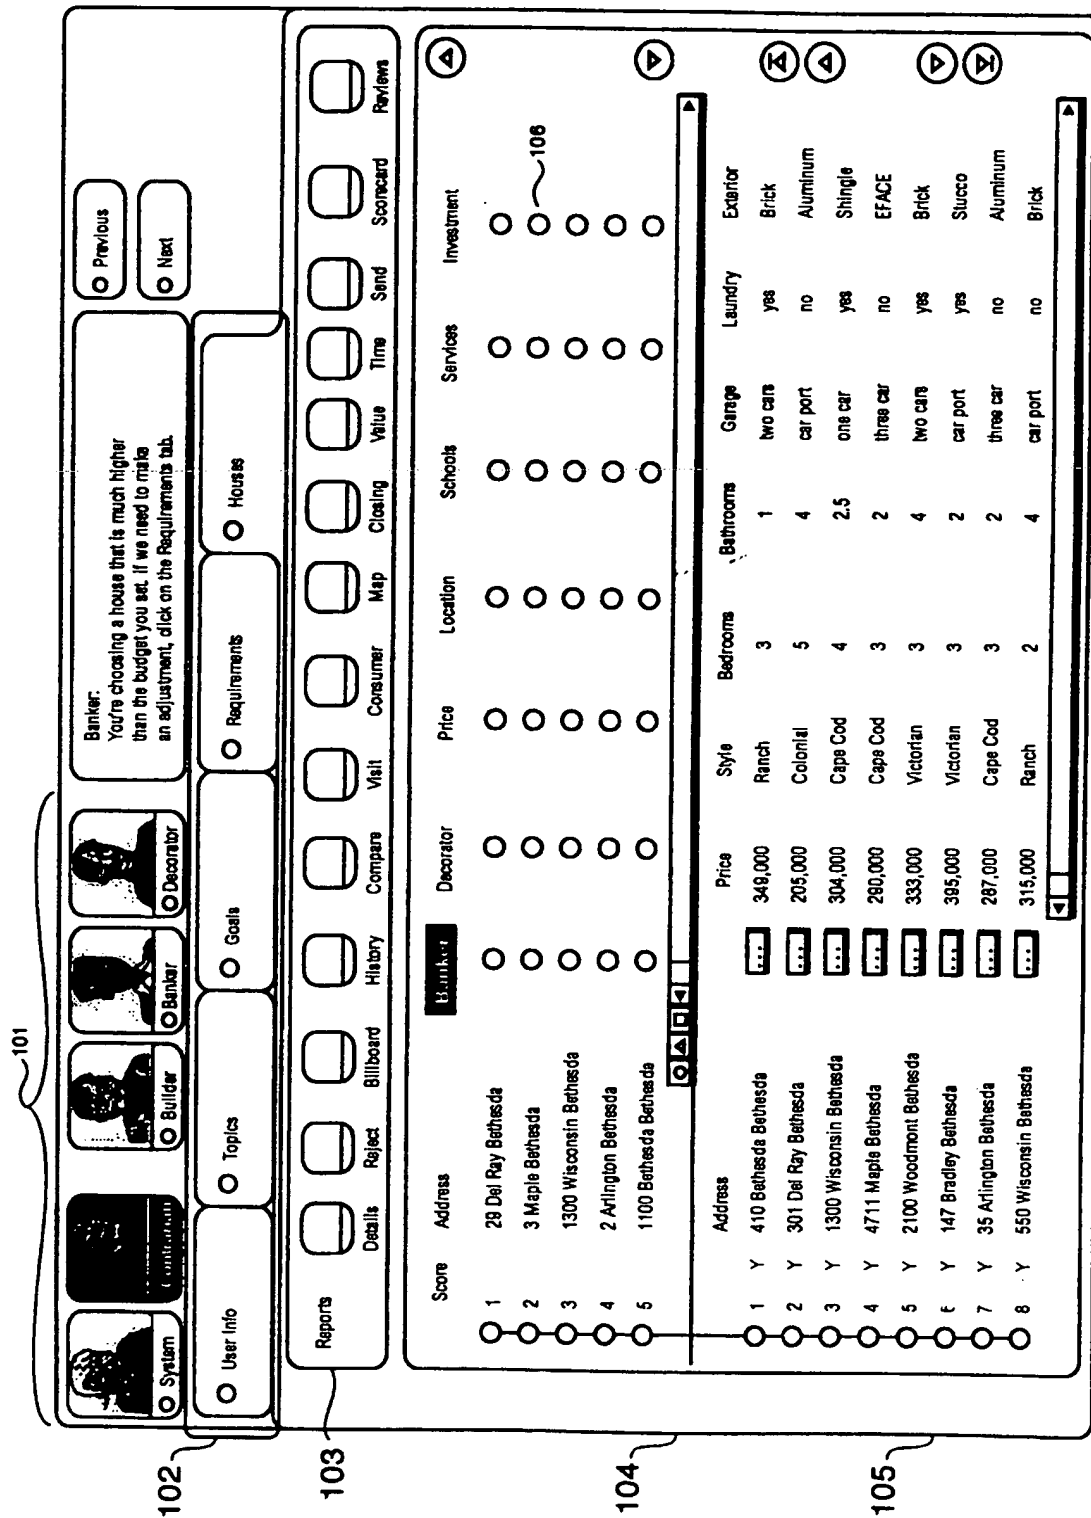 101
System
Contrarian
Builder
Banker
Decorator
Banker:
You're choosing a house that is much higher
than the budget you set. If we need to make
an adjustment, click on the Requirements tab.
Previous
Next
102
User Info
Topics
Goals
Requirements
Houses
103
Reports
Details
Reject
Billboard
History
Compare
Visit
Consumer
Map
Closing
Value
Time
Send
Scorecard
Reviews
104
Score Address Banker Decorator Price Location Schools Services Investment
1 29 Del Ray Bethesda
2 3 Maple Bethesda
106
3 1300 Wisconsin Bethesda
4 2 Arlington Bethesda
5 1100 Bethesda Bethesda
105
Address Price Style Bedrooms Bathrooms Garage Laundry Exterior
1 Y 410 Bethesda Bethesda ... 349,000 Ranch 3 1 two cars yes Brick
2 Y 301 Del Ray Bethesda ... 205,000 Colonial 5 4 car port no Aluminum
3 Y 1300 Wisconsin Bethesda ... 304,000 Cape Cod 4 2.5 one car yes Shingle
4 Y 4711 Maple Bethesda ... 290,000 Cape Cod 3 2 three car no EFACE
5 Y 2100 Woodmont Bethesda ... 333,000 Victorian 3 4 two cars yes Brick
6 Y 147 Bradley Bethesda ... 395,000 Victorian 3 2 car port yes Stucco
7 Y 35 Arlington Bethesda ... 287,000 Cape Cod 3 2 three car no Aluminum
8 Y 550 Wisconsin Bethesda ... 315,000 Ranch 2 4 car port no Brick